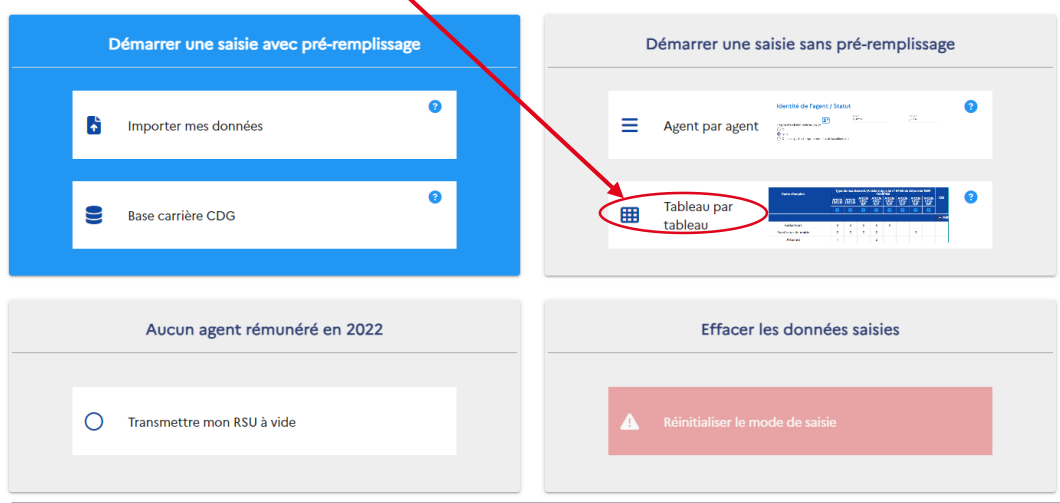 Démarrer une saisie avec pré-remplissage
Importer mes données
?
Base carrière CDG
?
Démarrer une saisie sans pré-remplissage
Agent par agent
Identité de l'agent / Statut
?
Tableau par
tableau
?
Aucun agent rémunéré en 2022
Transmettre mon RSU à vide
Effacer les données saisies
Réinitialiser le mode de saisie